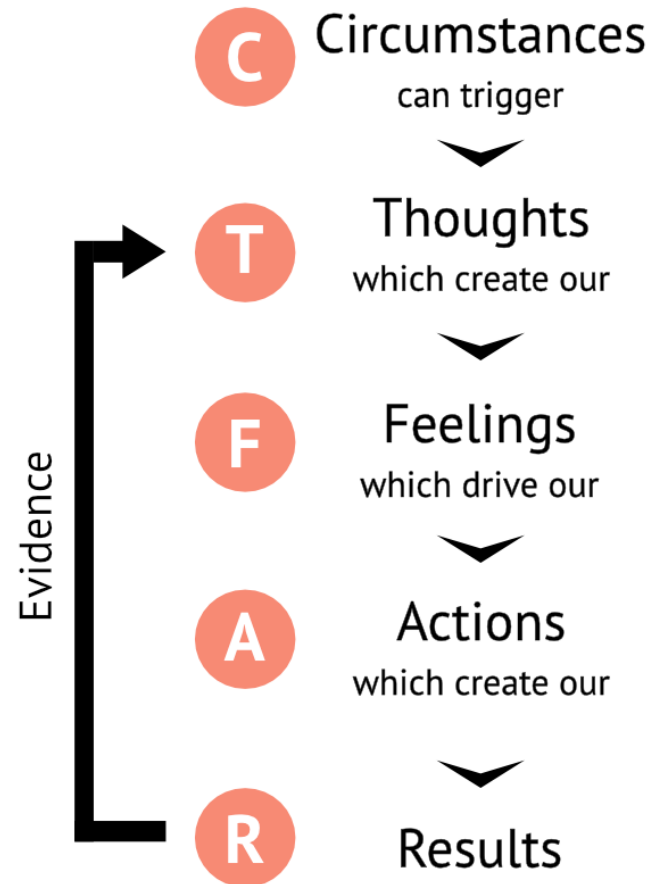 C Circumstances
can trigger
T Thoughts
which create our
F Feelings
which drive our
Evidence
A Actions
which create our
R Results